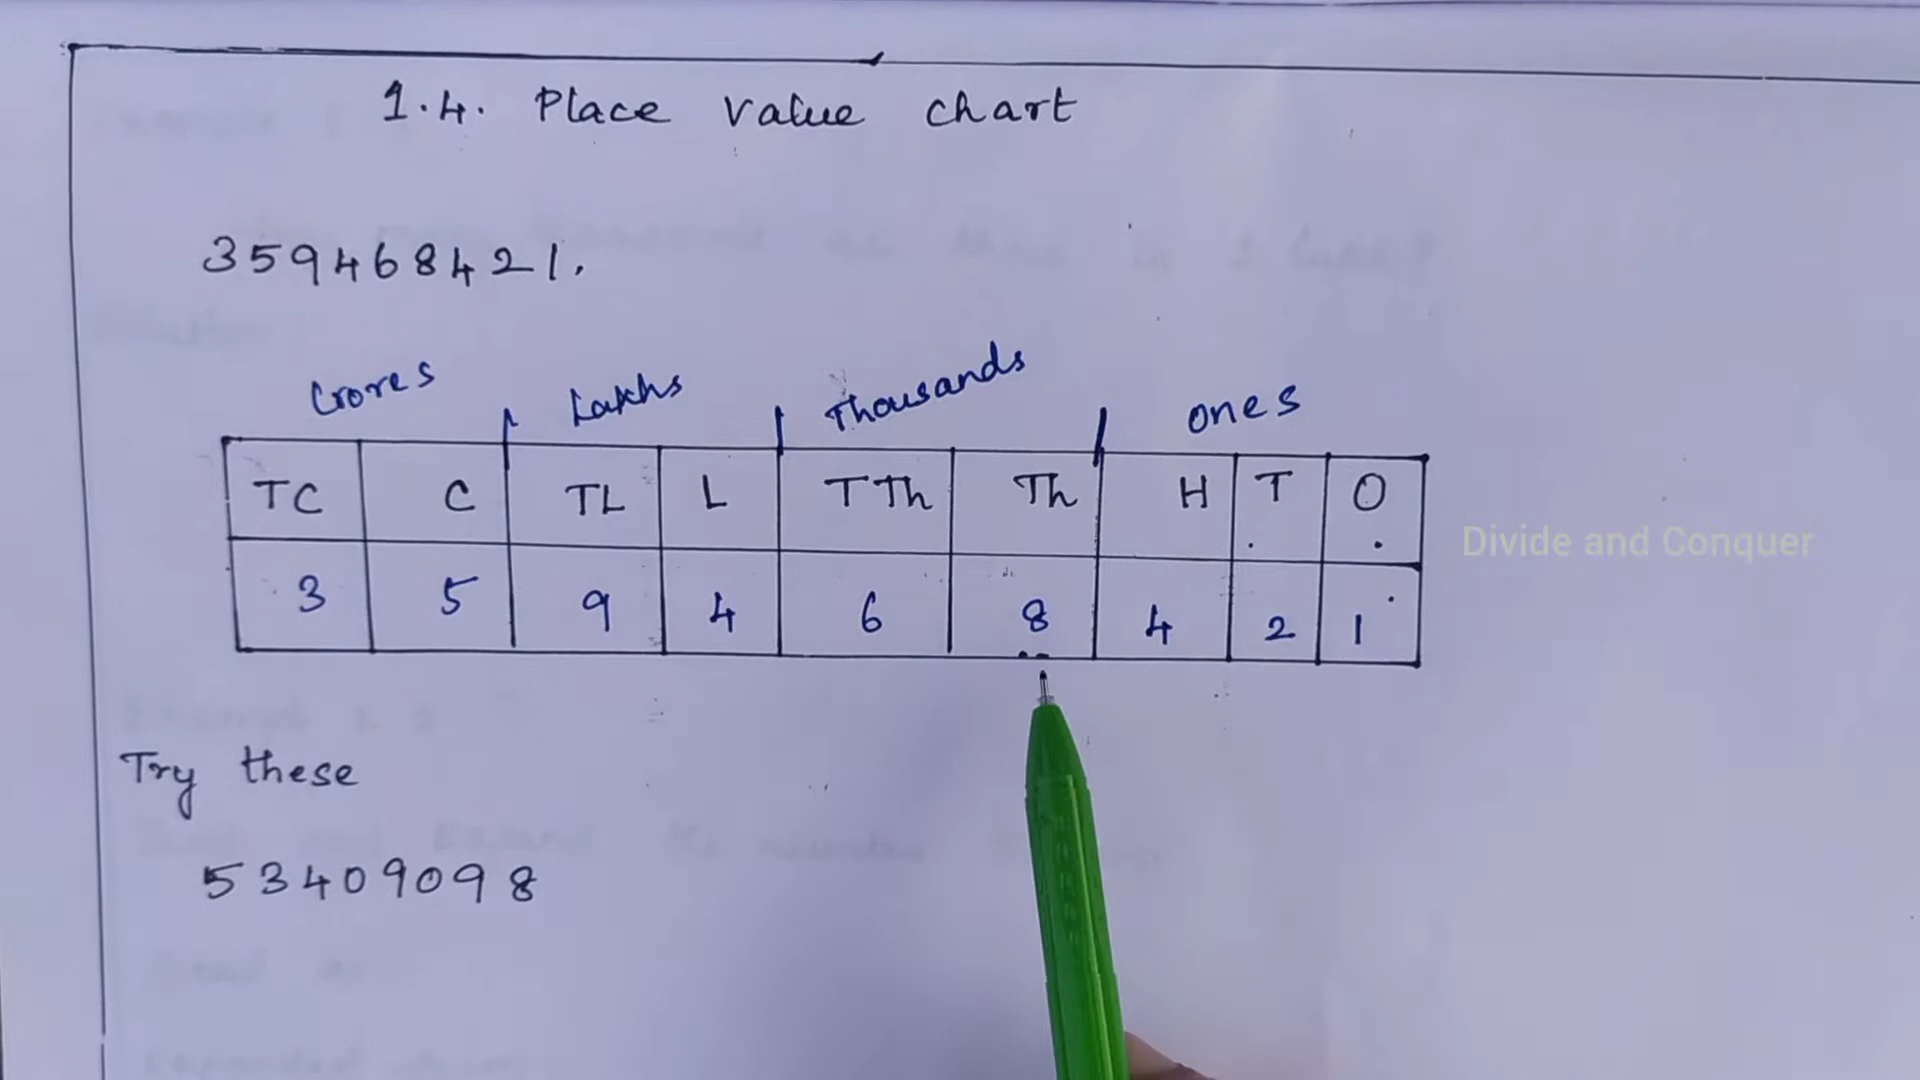 1.4. Place value chart
359468421.
Crores Lakhs Thousands ones
TC C TL L T Th Th H T O
3 5 9 4 6 8 4 2 1
Divide and Conquer
Try these
53409098